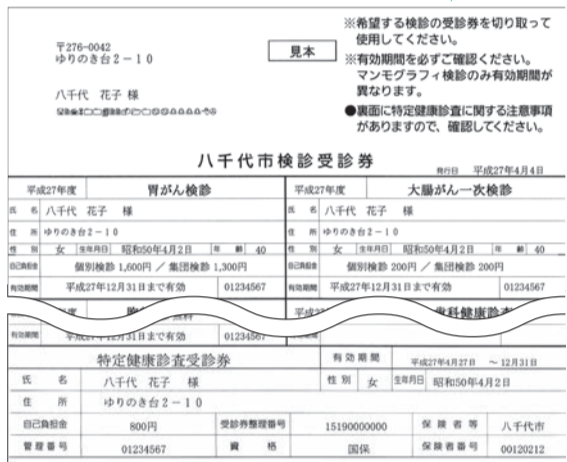 ※希望する検診の受診券を切り取って
使用してください。
※有効期間を必ずご確認ください。
マンモグラフィ検診のみ有効期間が
異なります。
●裏面に特定健康診査に関する注意事項
がありますので、確認してください。
見本
〒276-0042
ゆりのき台2-10
八千代 花子 様
八千代市検診受診券
発行日 平成27年4月4日
平成27年度 胃がん検診
氏名 八千代 花子 様
住所 ゆりのき台2-10
性別 女 生年月日 昭和50年4月2日 年齢 40
自己負担金 個別検診 1,600円 / 集団検診 1,300円
有効期間 平成27年12月31日まで有効 01234567
平成27年度 大腸がん一次検診
氏名 八千代 花子 様
住所 ゆりのき台2-10
性別 女 生年月日 昭和50年4月2日 年齢 40
自己負担金 個別検診 200円 / 集団検診 200円
有効期間 平成27年12月31日まで有効 01234567
有効期間 平成27年12月31日まで有効 01234567
歯科健康診査
有効期間
特定健康診査受診券 有効期間 平成27年4月27日 ~12月31日
氏名 八千代 花子 様 性別 女 生年月日 昭和50年4月2日
住所 ゆりのき台2-10
自己負担金 800円 受診券整理番号 15190000000 保険者等 八千代市
管理番号 01234567 資格 国保 保険者番号 00120212